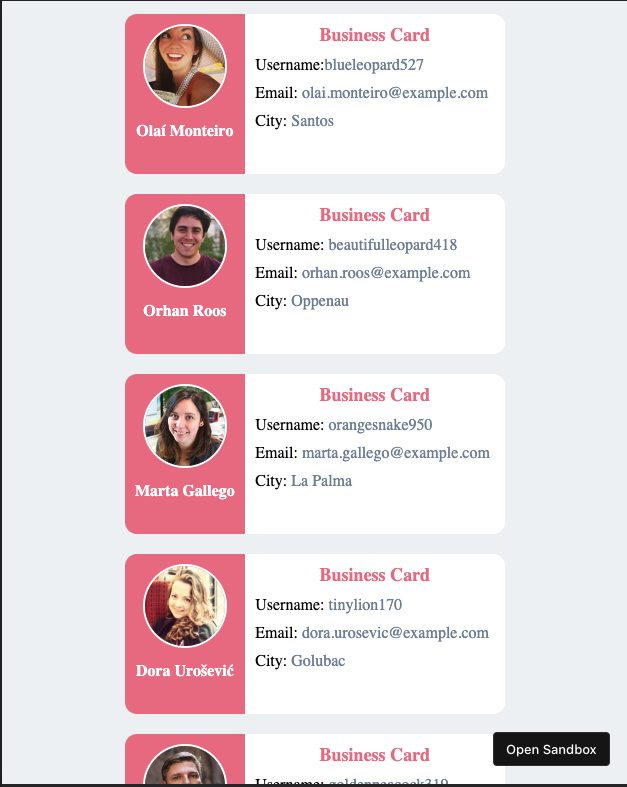 Business Card
Username:blueleopard527
Email: olai.monteiro@example.com
City: Santos
Olaí Monteiro
Business Card
Username: beautifulleopard418
Email: orhan.roos@example.com
City: Oppenau
Orhan Roos
Business Card
Username: orangesnake950
Email: marta.gallego@example.com
City: La Palma
Marta Gallego
Business Card
Username: tinylion170
Email: dora.urosevic@example.com
City: Golubac
Dora Urošević
Business Card
Open Sandbox
Username: goldenpeacock319